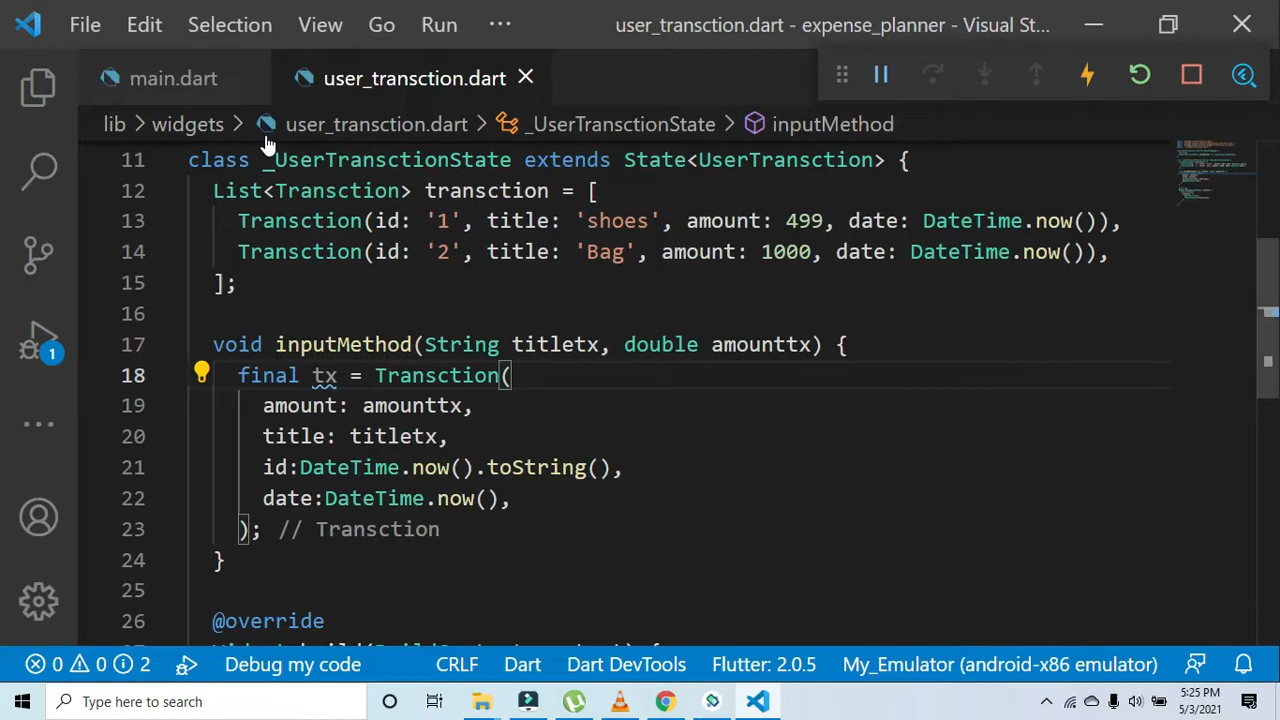 File Edit Selection View Go Run ··· user_transction.dart - expense_planner - Visual St...
main.dart user_transction.dart
lib > widgets > user_transction.dart > _UserTransctionState > inputMethod
11 class _UserTransctionState extends State<UserTransction> {
12 List<Transction> transction = [
13 Transction(id: '1', title: 'shoes', amount: 499, date: DateTime.now()),
14 Transction(id: '2', title: 'Bag', amount: 1000, date: DateTime.now()),
15 ];
16
17 void inputMethod(String titletx, double amounttx) {
18 final tx = Transction(
19 amount: amounttx,
20 title: titletx,
21 id:DateTime.now().toString(),
22 date:DateTime.now(),
23 ); // Transction
24 }
25
26 @override
1
0 0 2 Debug my code CRLF Dart Dart DevTools Flutter: 2.0.5 My_Emulator (android-x86 emulator)
Type here to search
5:25 PM
5/3/2021